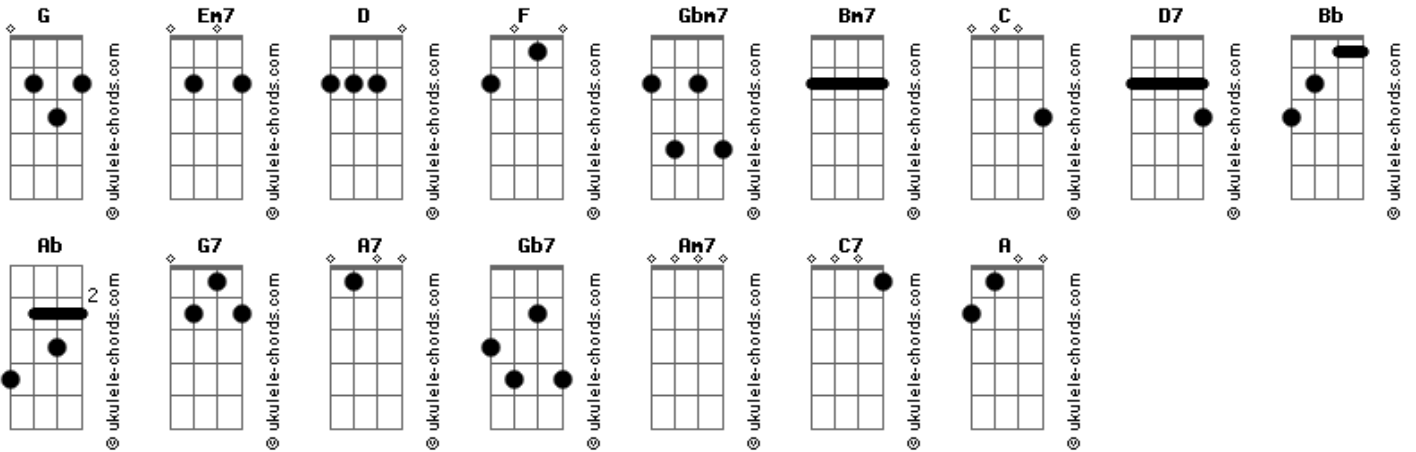 G Em7 D F Gbm7 Bm7 C D7 Bb
© ukulele-chords.com © ukulele-chords.com © ukulele-chords.com © ukulele-chords.com © ukulele-chords.com © ukulele-chords.com © ukulele-chords.com © ukulele-chords.com © ukulele-chords.com
Ab G7 A7 Gb7 Am7 C7 A
2
© ukulele-chords.com © ukulele-chords.com © ukulele-chords.com © ukulele-chords.com © ukulele-chords.com © ukulele-chords.com © ukulele-chords.com